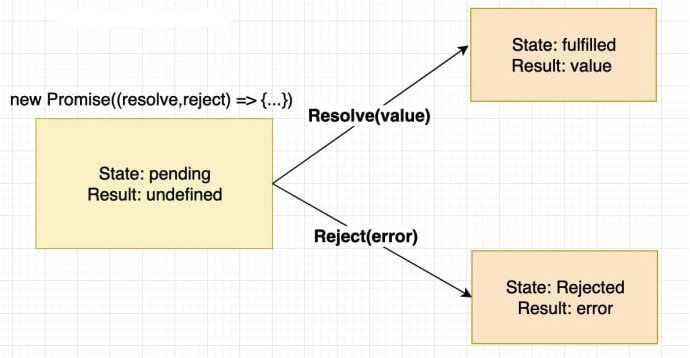 new Promise((resolve,reject) => {...})
State: pending
Result: undefined
Resolve(value)
Reject(error)
State: fulfilled
Result: value
State: Rejected
Result: error